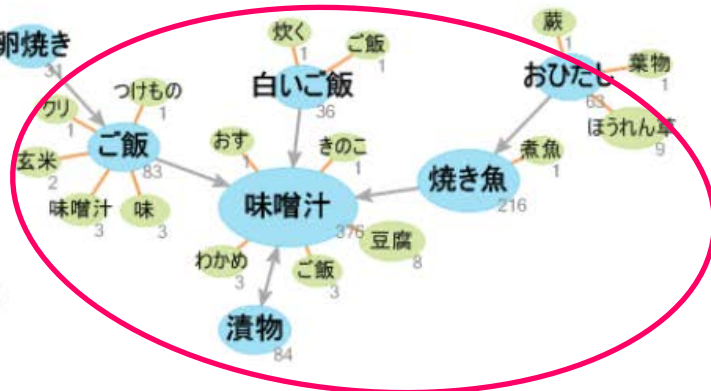 卵焼き
31
クリ
1
つけもの
1
ご飯
83
玄米
2
味噌汁
3
味
3
炊く
1
ご飯
1
白いご飯
36
おす
1
きのこ
1
味噌汁
376
わかめ
3
ご飯
3
豆腐
8
漬物
84
焼き魚
216
煮魚
1
おひたし
63
蕨
1
葉物
1
ほうれん草
9